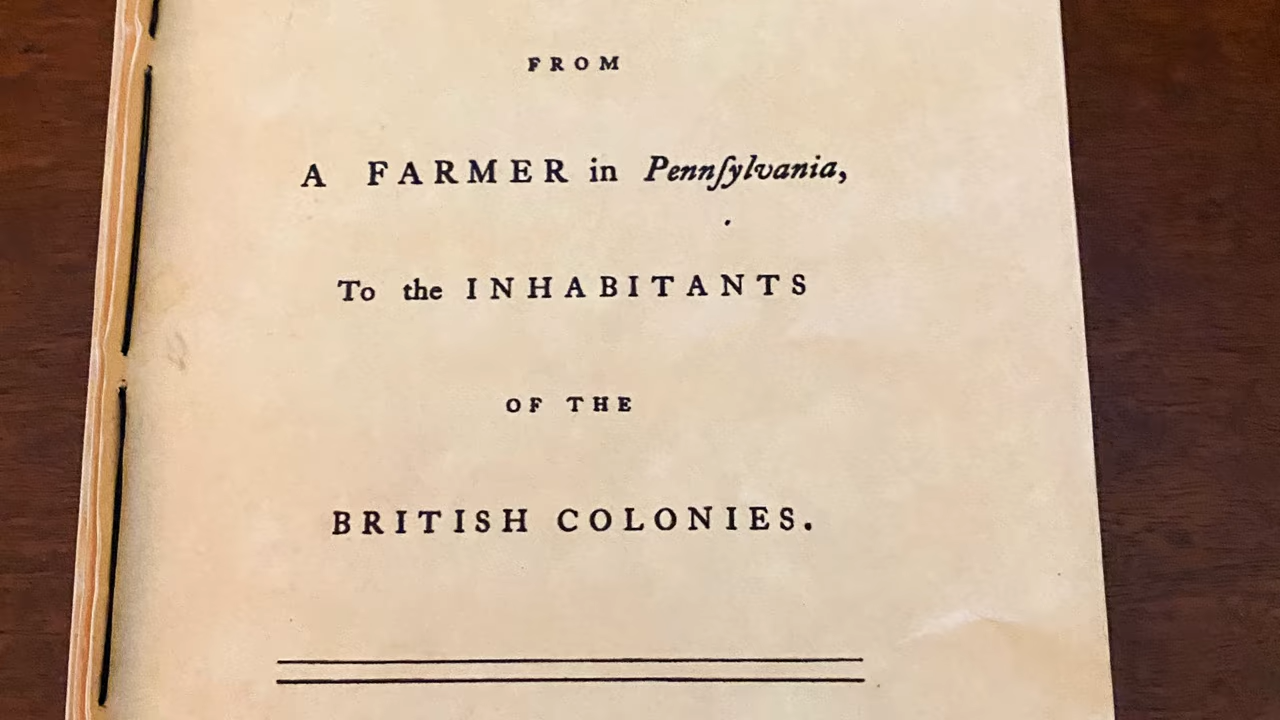 FROM
A FARMER in Pennſylvania,
To the INHABITANTS
OF THE
BRITISH COLONIES.